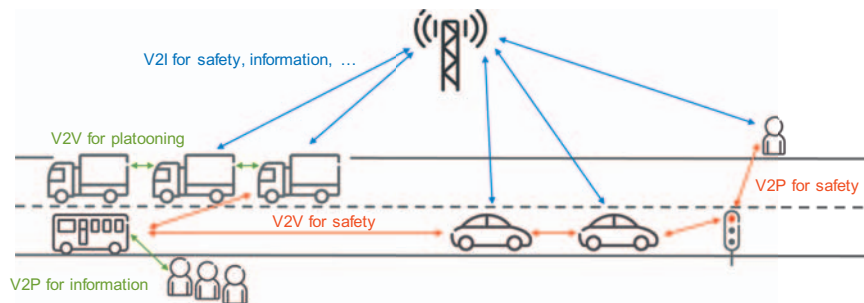 V2I for safety, information, …
V2V for platooning
V2P for safety
V2V for safety
V2P for information